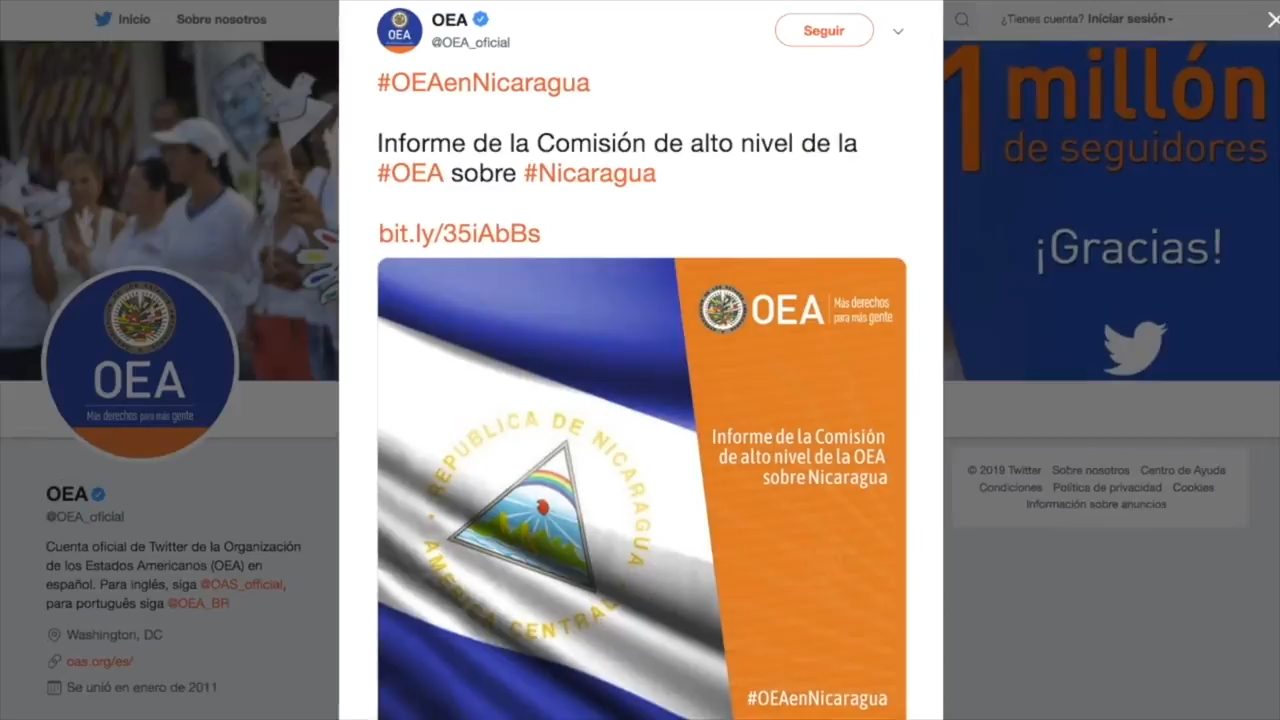 Inicio Sobre nosotros
OEA
@OEA_oficial
Seguir
¿Tienes cuenta? Iniciar sesión
#OEAenNicaragua
Informe de la Comisión de alto nivel de la
#OEA sobre #Nicaragua
bit.ly/35iAbBs
OEA
Más derechos
para más gente
Informe de la Comisión
de alto nivel de la OEA
sobre Nicaragua
REPUBLICA DE NICARAGUA
AMERICA CENTRAL
#OEAenNicaragua
OEA
Más derechos para más gente
OEA
@OEA_oficial
Cuenta oficial de Twitter de la Organización
de los Estados Americanos (OEA) en
español. Para inglés, siga @OAS_official,
para português siga @OEA_BR
Washington, DC
oas.org/es/
Se unió en enero de 2011
1 millón
de seguidores
¡Gracias!
© 2019 Twitter Sobre nosotros Centro de Ayuda
Condiciones Política de privacidad Cookies
Información sobre anuncios